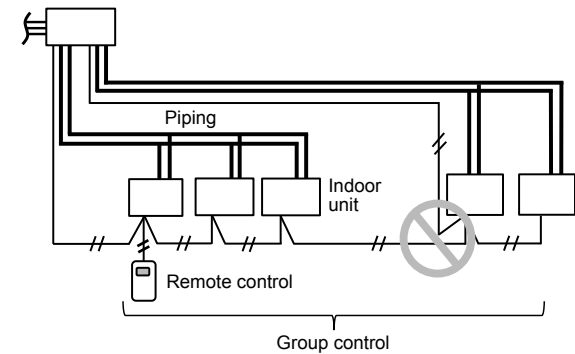 Piping
Indoor
unit
Remote control
Group control